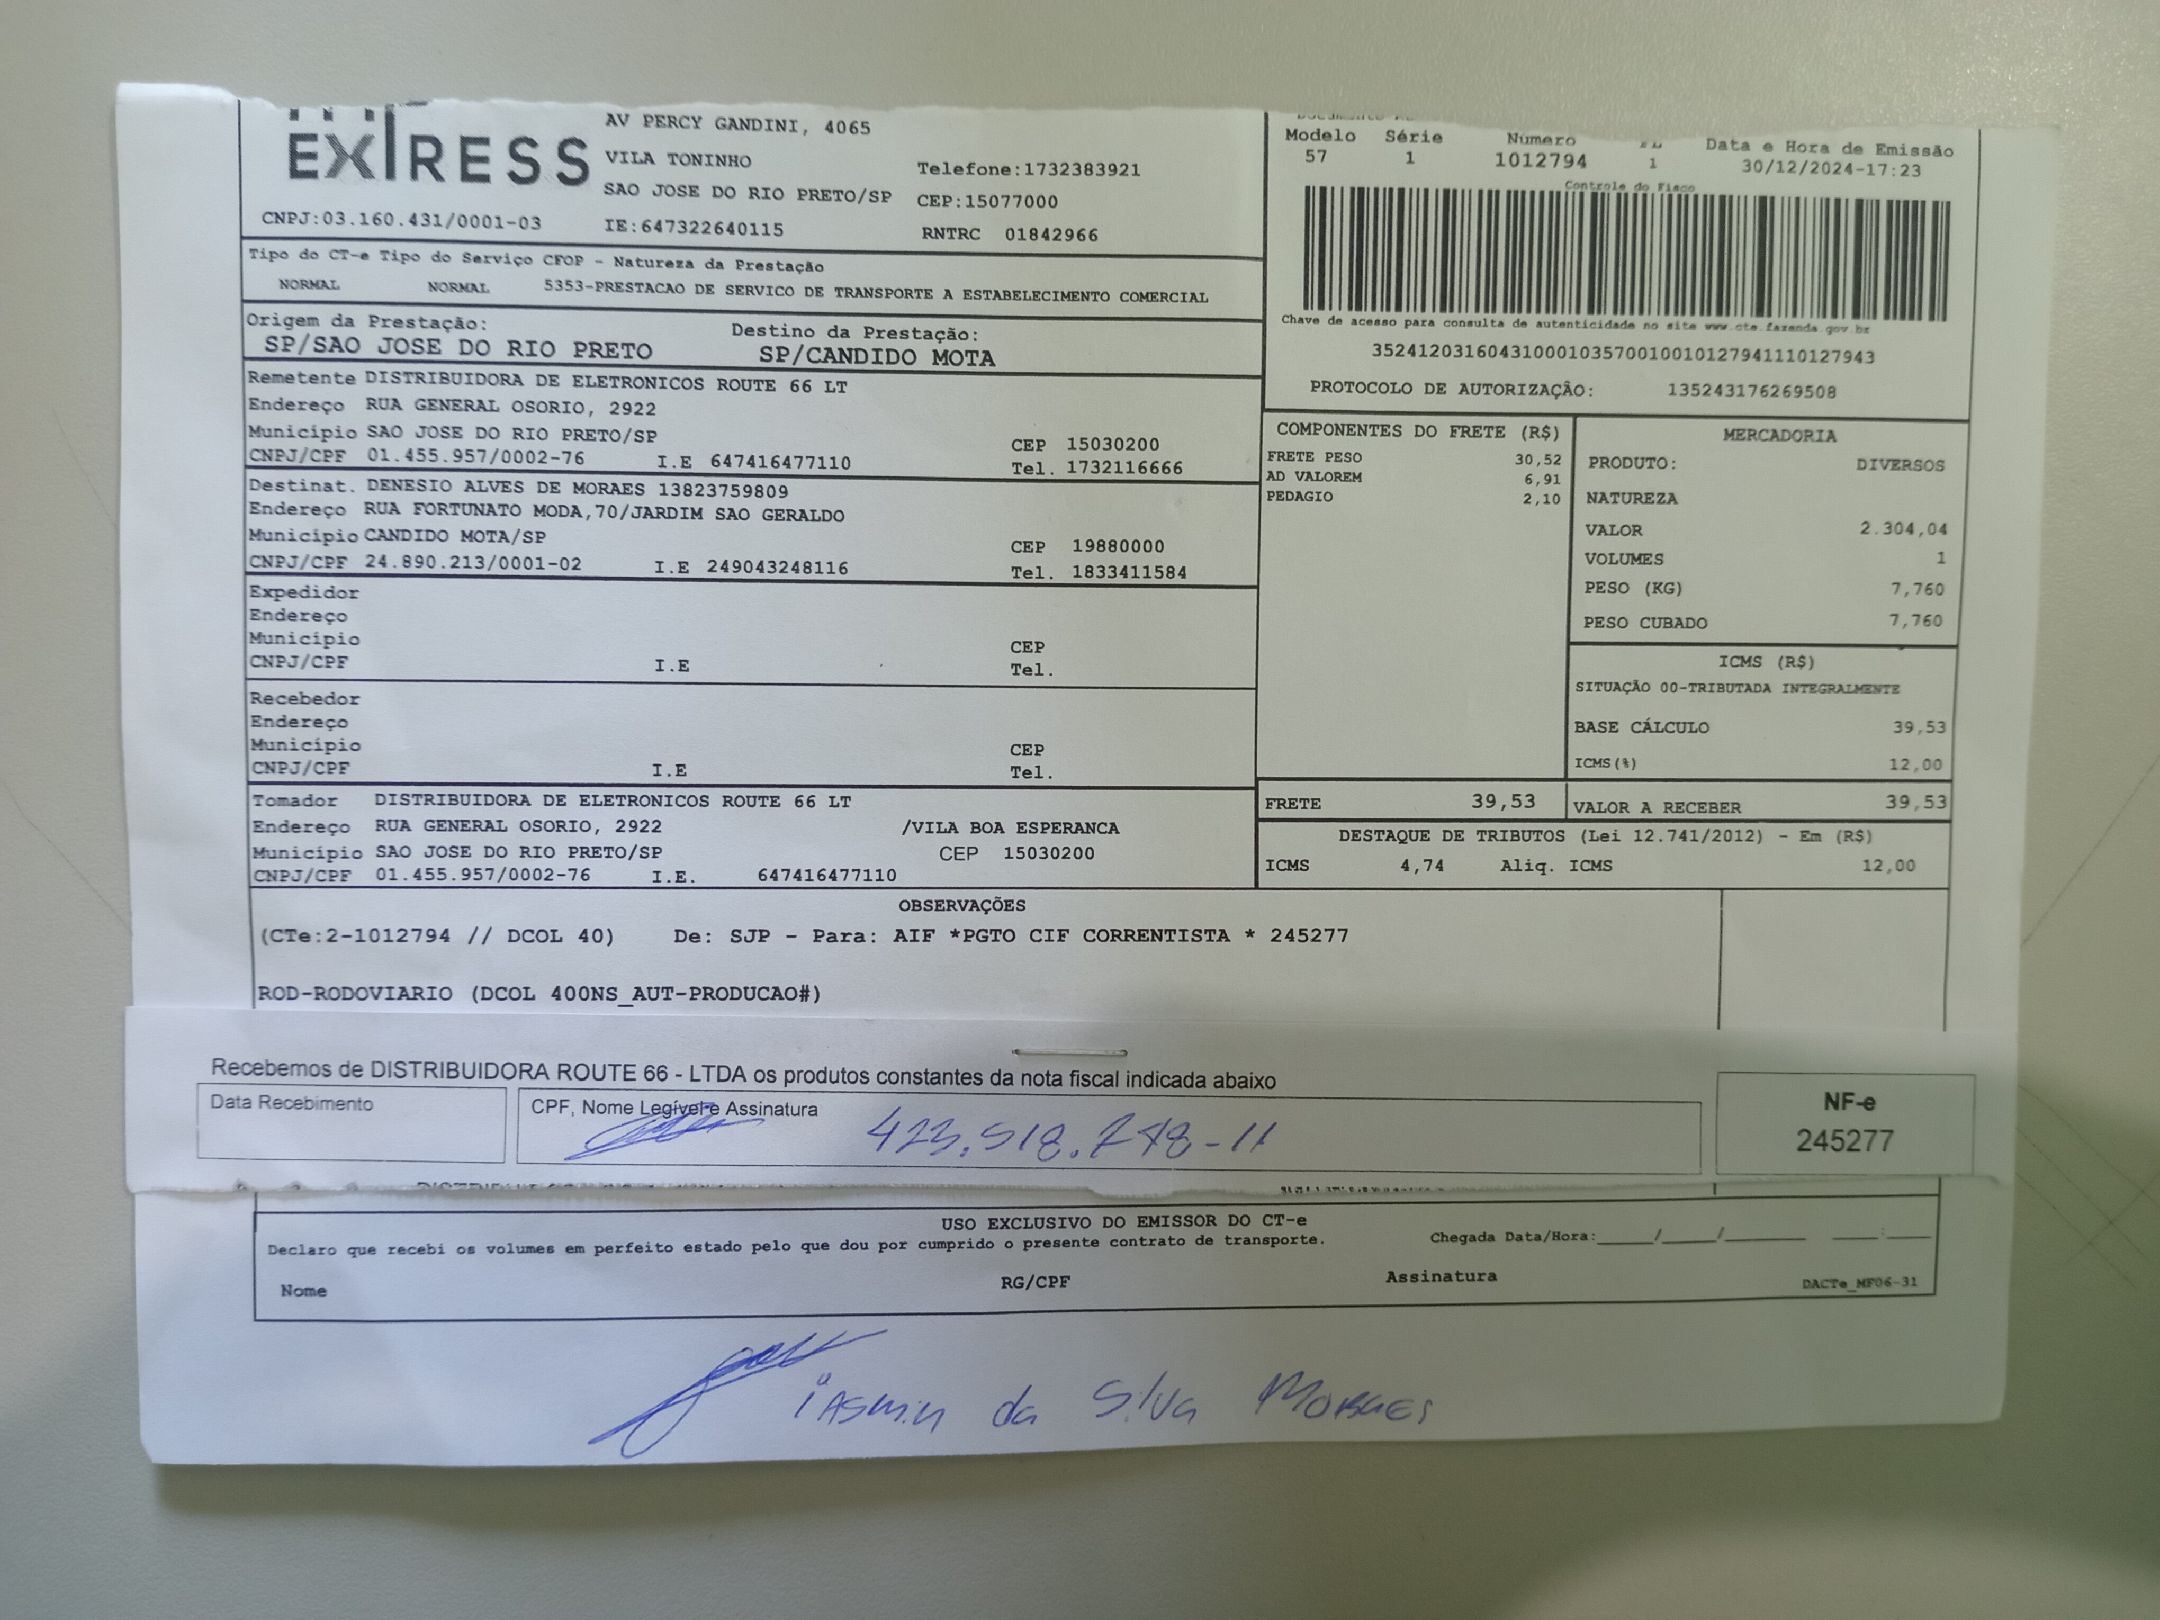 EXPRESS
AV PERCY GANDINI, 4065
VILA TONINHO
SAO JOSE DO RIO PRETO/SP
Telefone:1732383921
CEP:15077000
CNPJ:03.160.431/0001-03 IE:647322640115 RNTRC 01842966
Modelo Série Número FL Data e Hora de Emissão
57 1 1012794 1 30/12/2024-17:23
Controle do Fisco
Chave de acesso para consulta de autenticidade no site www.cte.fazenda.gov.br
35241203160431000103570010010127941110127943
PROTOCOLO DE AUTORIZAÇÃO: 135243176269508
Tipo do CT-e Tipo do Serviço CFOP - Natureza da Prestação
NORMAL NORMAL 5353-PRESTACAO DE SERVICO DE TRANSPORTE A ESTABELECIMENTO COMERCIAL
Origem da Prestação: Destino da Prestação:
SP/SAO JOSE DO RIO PRETO SP/CANDIDO MOTA
Remetente DISTRIBUIDORA DE ELETRONICOS ROUTE 66 LT
Endereço RUA GENERAL OSORIO, 2922
Município SAO JOSE DO RIO PRETO/SP CEP 15030200
CNPJ/CPF 01.455.957/0002-76 I.E 647416477110 Tel. 1732116666
Destinat. DENESIO ALVES DE MORAES 13823759809
Endereço RUA FORTUNATO MODA,70/JARDIM SAO GERALDO
Município CANDIDO MOTA/SP CEP 19880000
CNPJ/CPF 24.890.213/0001-02 I.E 249043248116 Tel. 1833411584
Expedidor
Endereço
Município CEP
CNPJ/CPF I.E Tel.
Recebedor
Endereço
Município CEP
CNPJ/CPF I.E Tel.
Tomador DISTRIBUIDORA DE ELETRONICOS ROUTE 66 LT
Endereço RUA GENERAL OSORIO, 2922 /VILA BOA ESPERANCA
Município SAO JOSE DO RIO PRETO/SP CEP 15030200
CNPJ/CPF 01.455.957/0002-76 I.E. 647416477110
COMPONENTES DO FRETE (R$)
FRETE PESO 30,52
AD VALOREM 6,91
PEDAGIO 2,10
MERCADORIA
PRODUTO: DIVERSOS
NATUREZA
VALOR 2.304,04
VOLUMES 1
PESO (KG) 7,760
PESO CUBADO 7,760
ICMS (R$)
SITUAÇÃO 00-TRIBUTADA INTEGRALMENTE
BASE CÁLCULO 39,53
ICMS(%) 12,00
FRETE 39,53 VALOR A RECEBER 39,53
DESTAQUE DE TRIBUTOS (Lei 12.741/2012) - Em (R$)
ICMS 4,74 Aliq. ICMS 12,00
OBSERVAÇÕES
(CTe:2-1012794 // DCOL 40) De: SJP - Para: AIF *PGTO CIF CORRENTISTA * 245277
ROD-RODOVIARIO (DCOL 400NS_AUT-PRODUCAO#)
Recebemos de DISTRIBUIDORA ROUTE 66 - LTDA os produtos constantes da nota fiscal indicada abaixo
Data Recebimento CPF, Nome Legível e Assinatura
423.518.278-11
NF-e
245277
USO EXCLUSIVO DO EMISSOR DO CT-e
Declaro que recebi os volumes em perfeito estado pelo que dou por cumprido o presente contrato de transporte. Chegada Data/Hora:_____/_____/________ ____:____
Nome RG/CPF Assinatura DACTe_MF06-31
iasmin da Silva Moraes